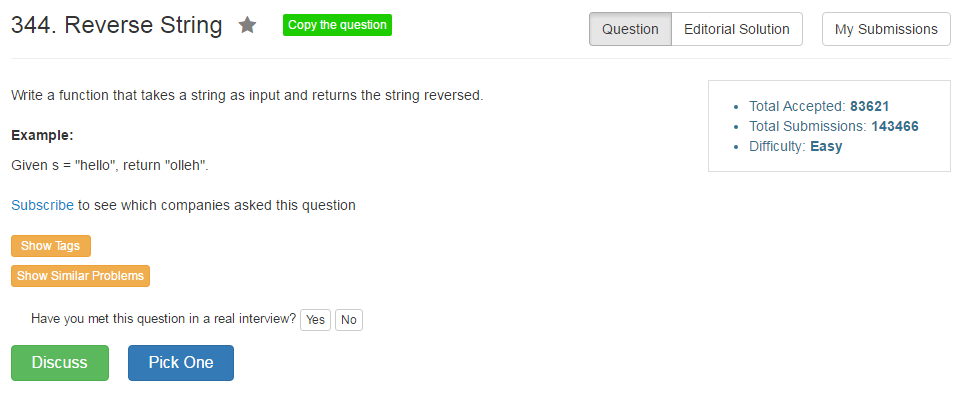 344. Reverse String Copy the question Question Editorial Solution My Submissions
Write a function that takes a string as input and returns the string reversed.
Example:
Given s = "hello", return "olleh".
Subscribe to see which companies asked this question
Show Tags
Show Similar Problems
Have you met this question in a real interview? Yes No
Discuss Pick One
Total Accepted: 83621
Total Submissions: 143466
Difficulty: Easy